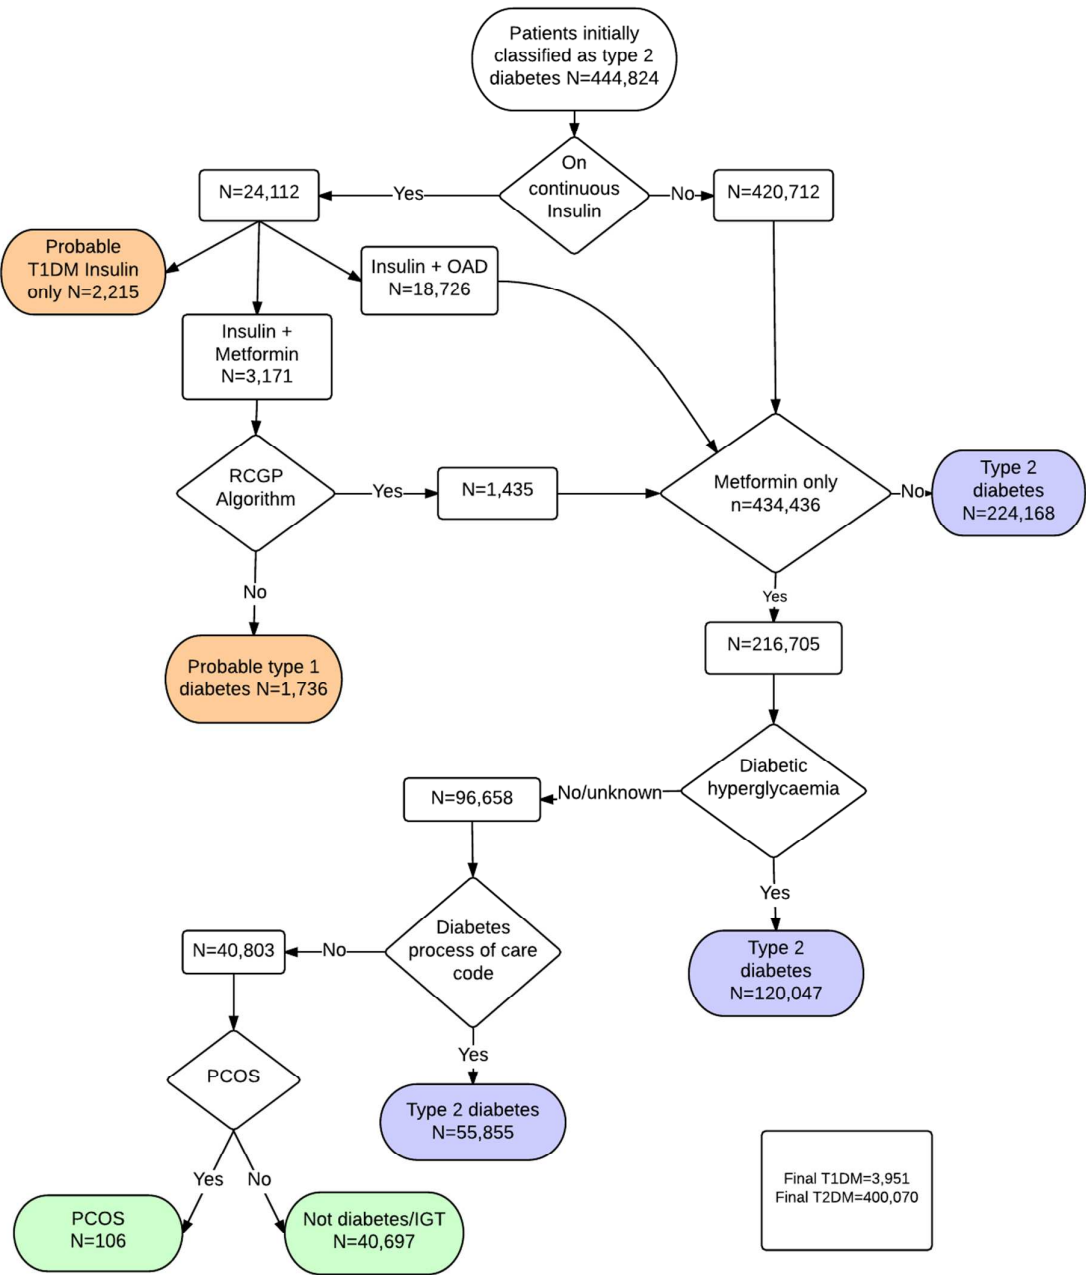 Patients initially
classified as type 2
diabetes N=444,824
On
continuous
Insulin
Yes
No
N=24,112
N=420,712
Probable
T1DM Insulin
only N=2,215
Insulin + OAD
N=18,726
Insulin +
Metformin
N=3,171
RCGP
Algorithm
Yes
N=1,435
Metformin only
n=434,436
No
Type 2
diabetes
N=224,168
No
Yes
Probable type 1
diabetes N=1,736
N=216,705
Diabetic
hyperglycaemia
No/unknown
N=96,658
Yes
Type 2
diabetes
N=120,047
Diabetes
process of care
code
No
N=40,803
Yes
Type 2 diabetes
N=55,855
PCOS
Yes
No
PCOS
N=106
Not diabetes/IGT
N=40,697
Final T1DM=3,951
Final T2DM=400,070